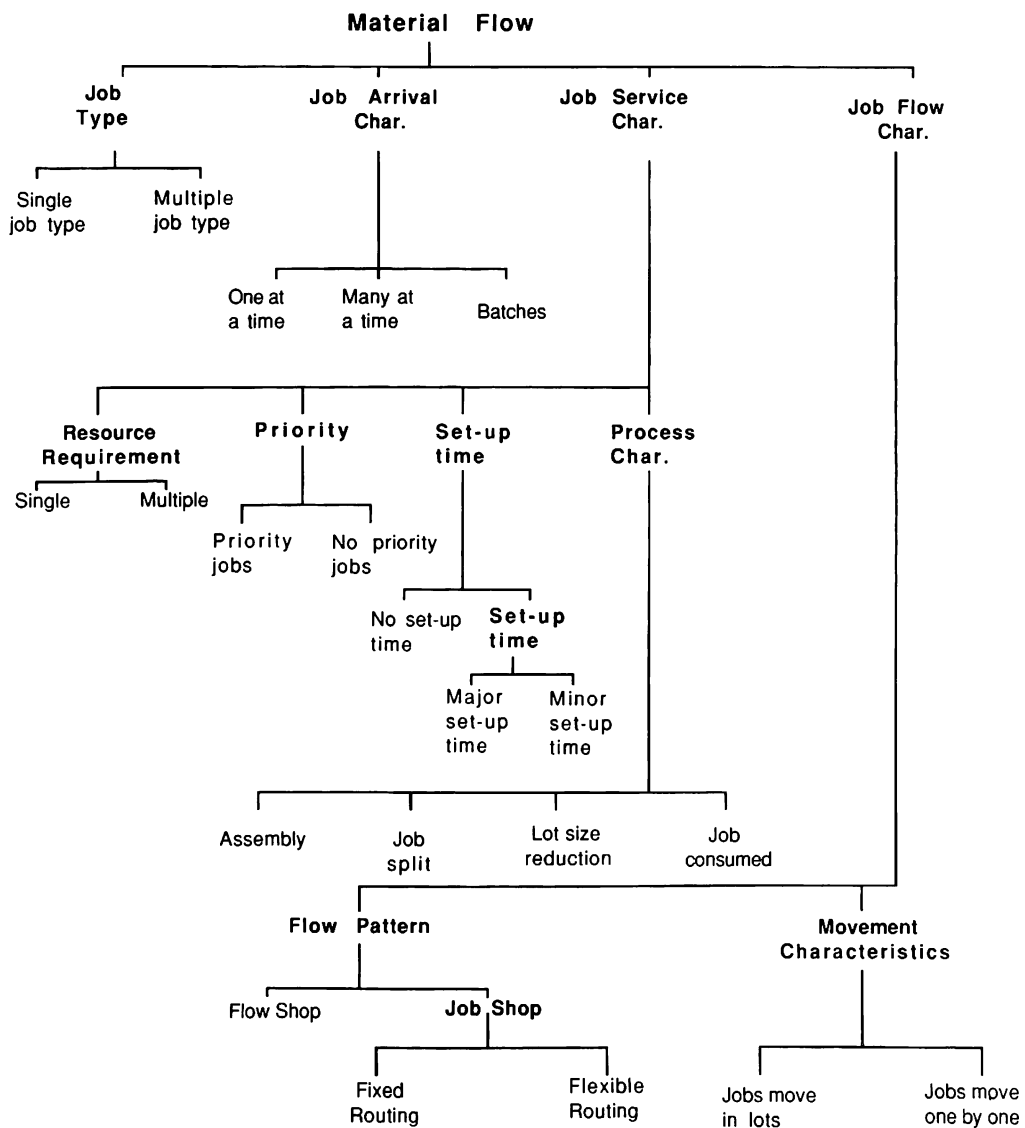 Material Flow
Job
Type
Job Arrival
Char.
Job Service
Char.
Job Flow
Char.
Single
job type
Multiple
job type
One at
a time
Many at
a time
Batches
Resource
Requirement
Priority
Set-up
time
Process
Char.
Single
Multiple
Priority
jobs
No priority
jobs
No set-up
time
Set-up
time
Major
set-up
time
Minor
set-up
time
Assembly
Job
split
Lot size
reduction
Job
consumed
Flow Pattern
Movement
Characteristics
Flow Shop
Job Shop
Fixed
Routing
Flexible
Routing
Jobs move
in lots
Jobs move
one by one